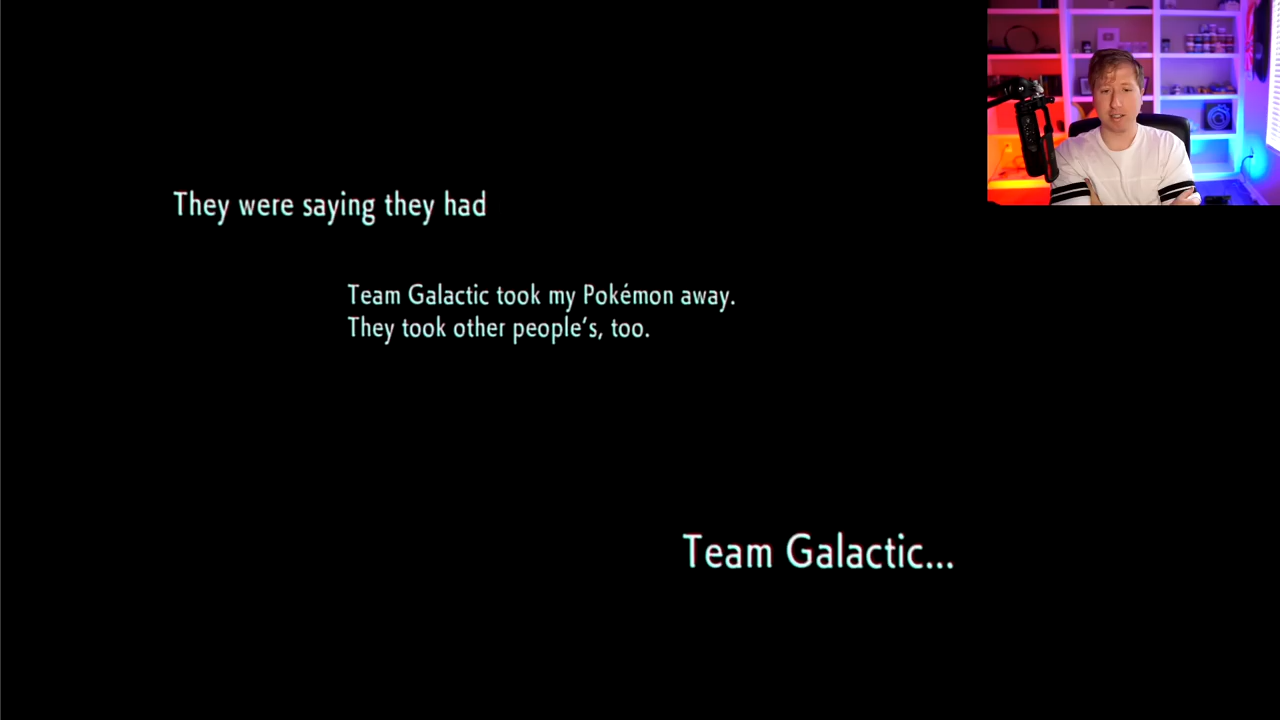 They were saying they had
Team Galactic took my Pokémon away.
They took other people's, too.
Team Galactic...